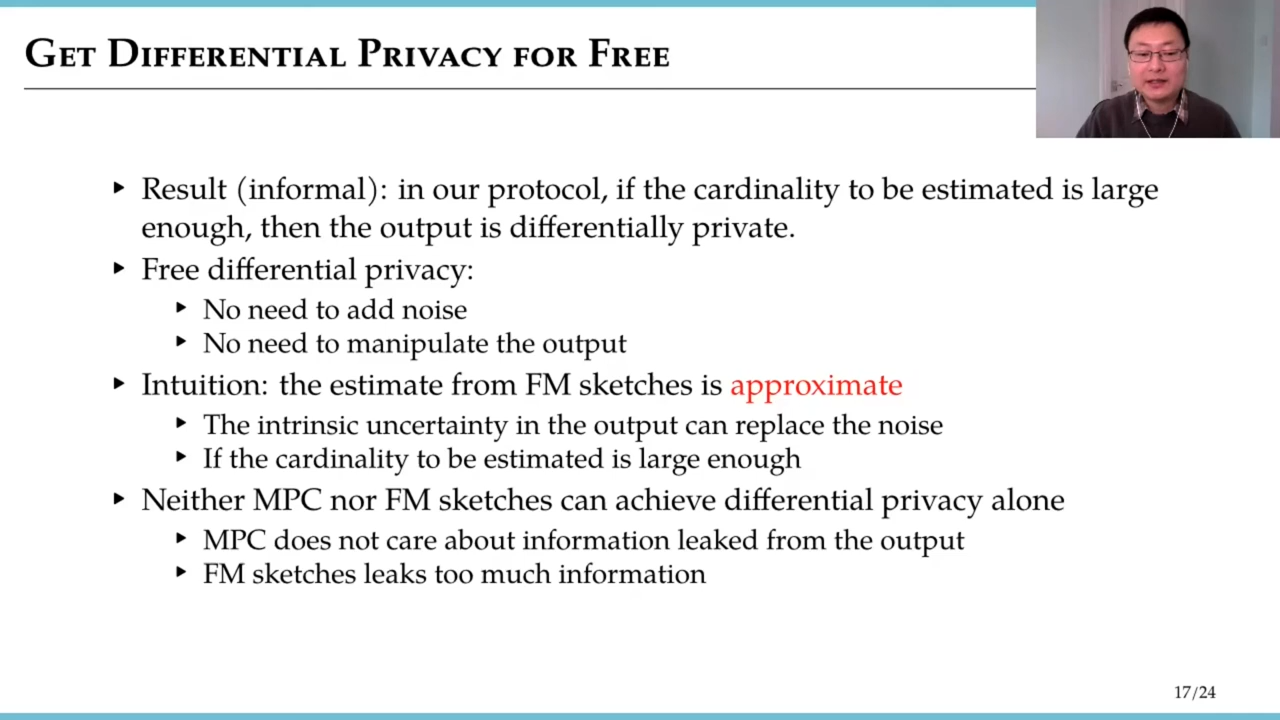 Get Differential Privacy for Free
▸ Result (informal): in our protocol, if the cardinality to be estimated is large
enough, then the output is differentially private.
▸ Free differential privacy:
▸ No need to add noise
▸ No need to manipulate the output
▸ Intuition: the estimate from FM sketches is approximate
▸ The intrinsic uncertainty in the output can replace the noise
▸ If the cardinality to be estimated is large enough
▸ Neither MPC nor FM sketches can achieve differential privacy alone
▸ MPC does not care about information leaked from the output
▸ FM sketches leaks too much information
17/24